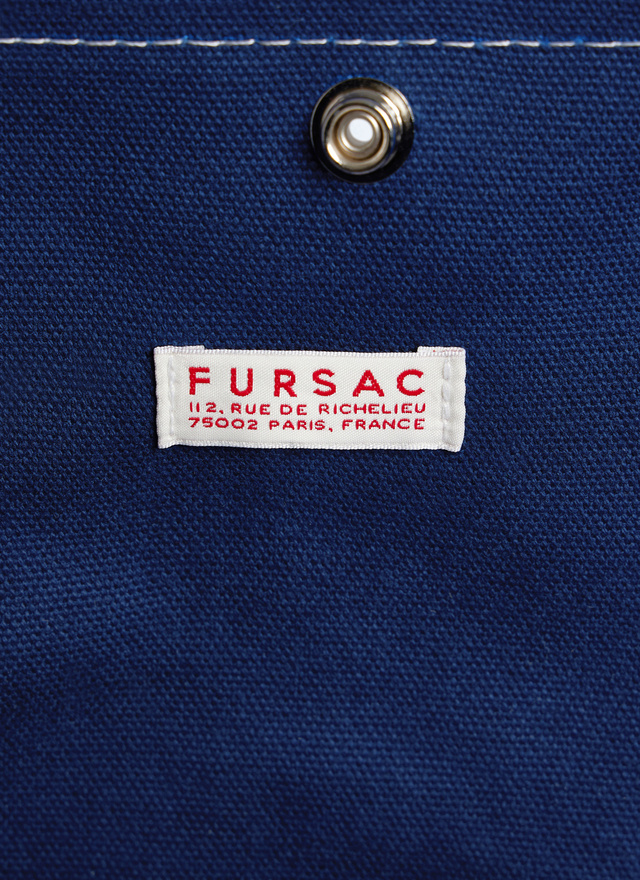 FURSAC
112, RUE DE RICHELIEU
75002 PARIS, FRANCE